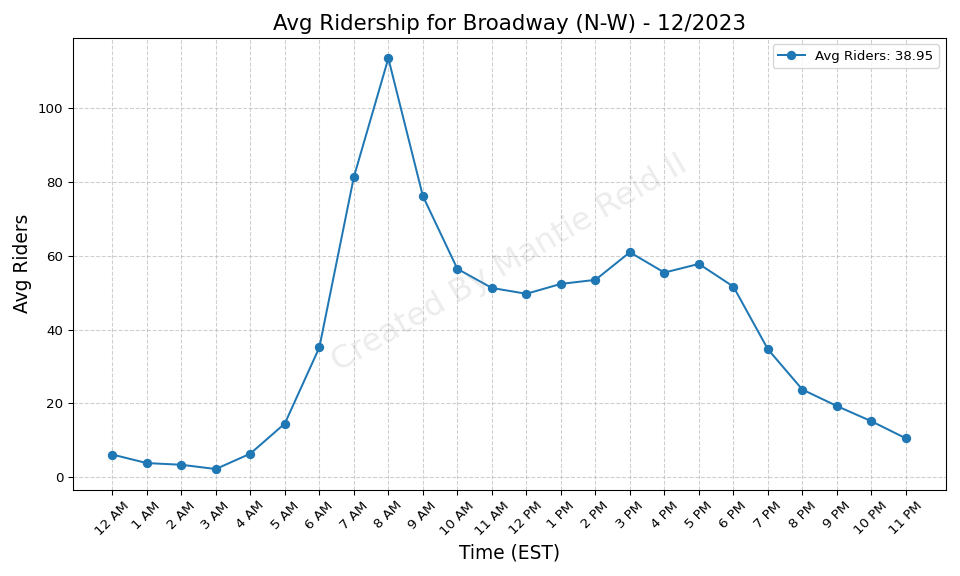 Avg Ridership for Broadway (N-W) - 12/2023
Avg Riders: 38.95
Avg Riders
100
80
60
40
20
0
Created By Mantie Reid II
12 AM
1 AM
2 AM
3 AM
4 AM
5 AM
6 AM
7 AM
8 AM
9 AM
10 AM
11 AM
12 PM
1 PM
2 PM
3 PM
4 PM
5 PM
6 PM
7 PM
8 PM
9 PM
10 PM
11 PM
Time (EST)